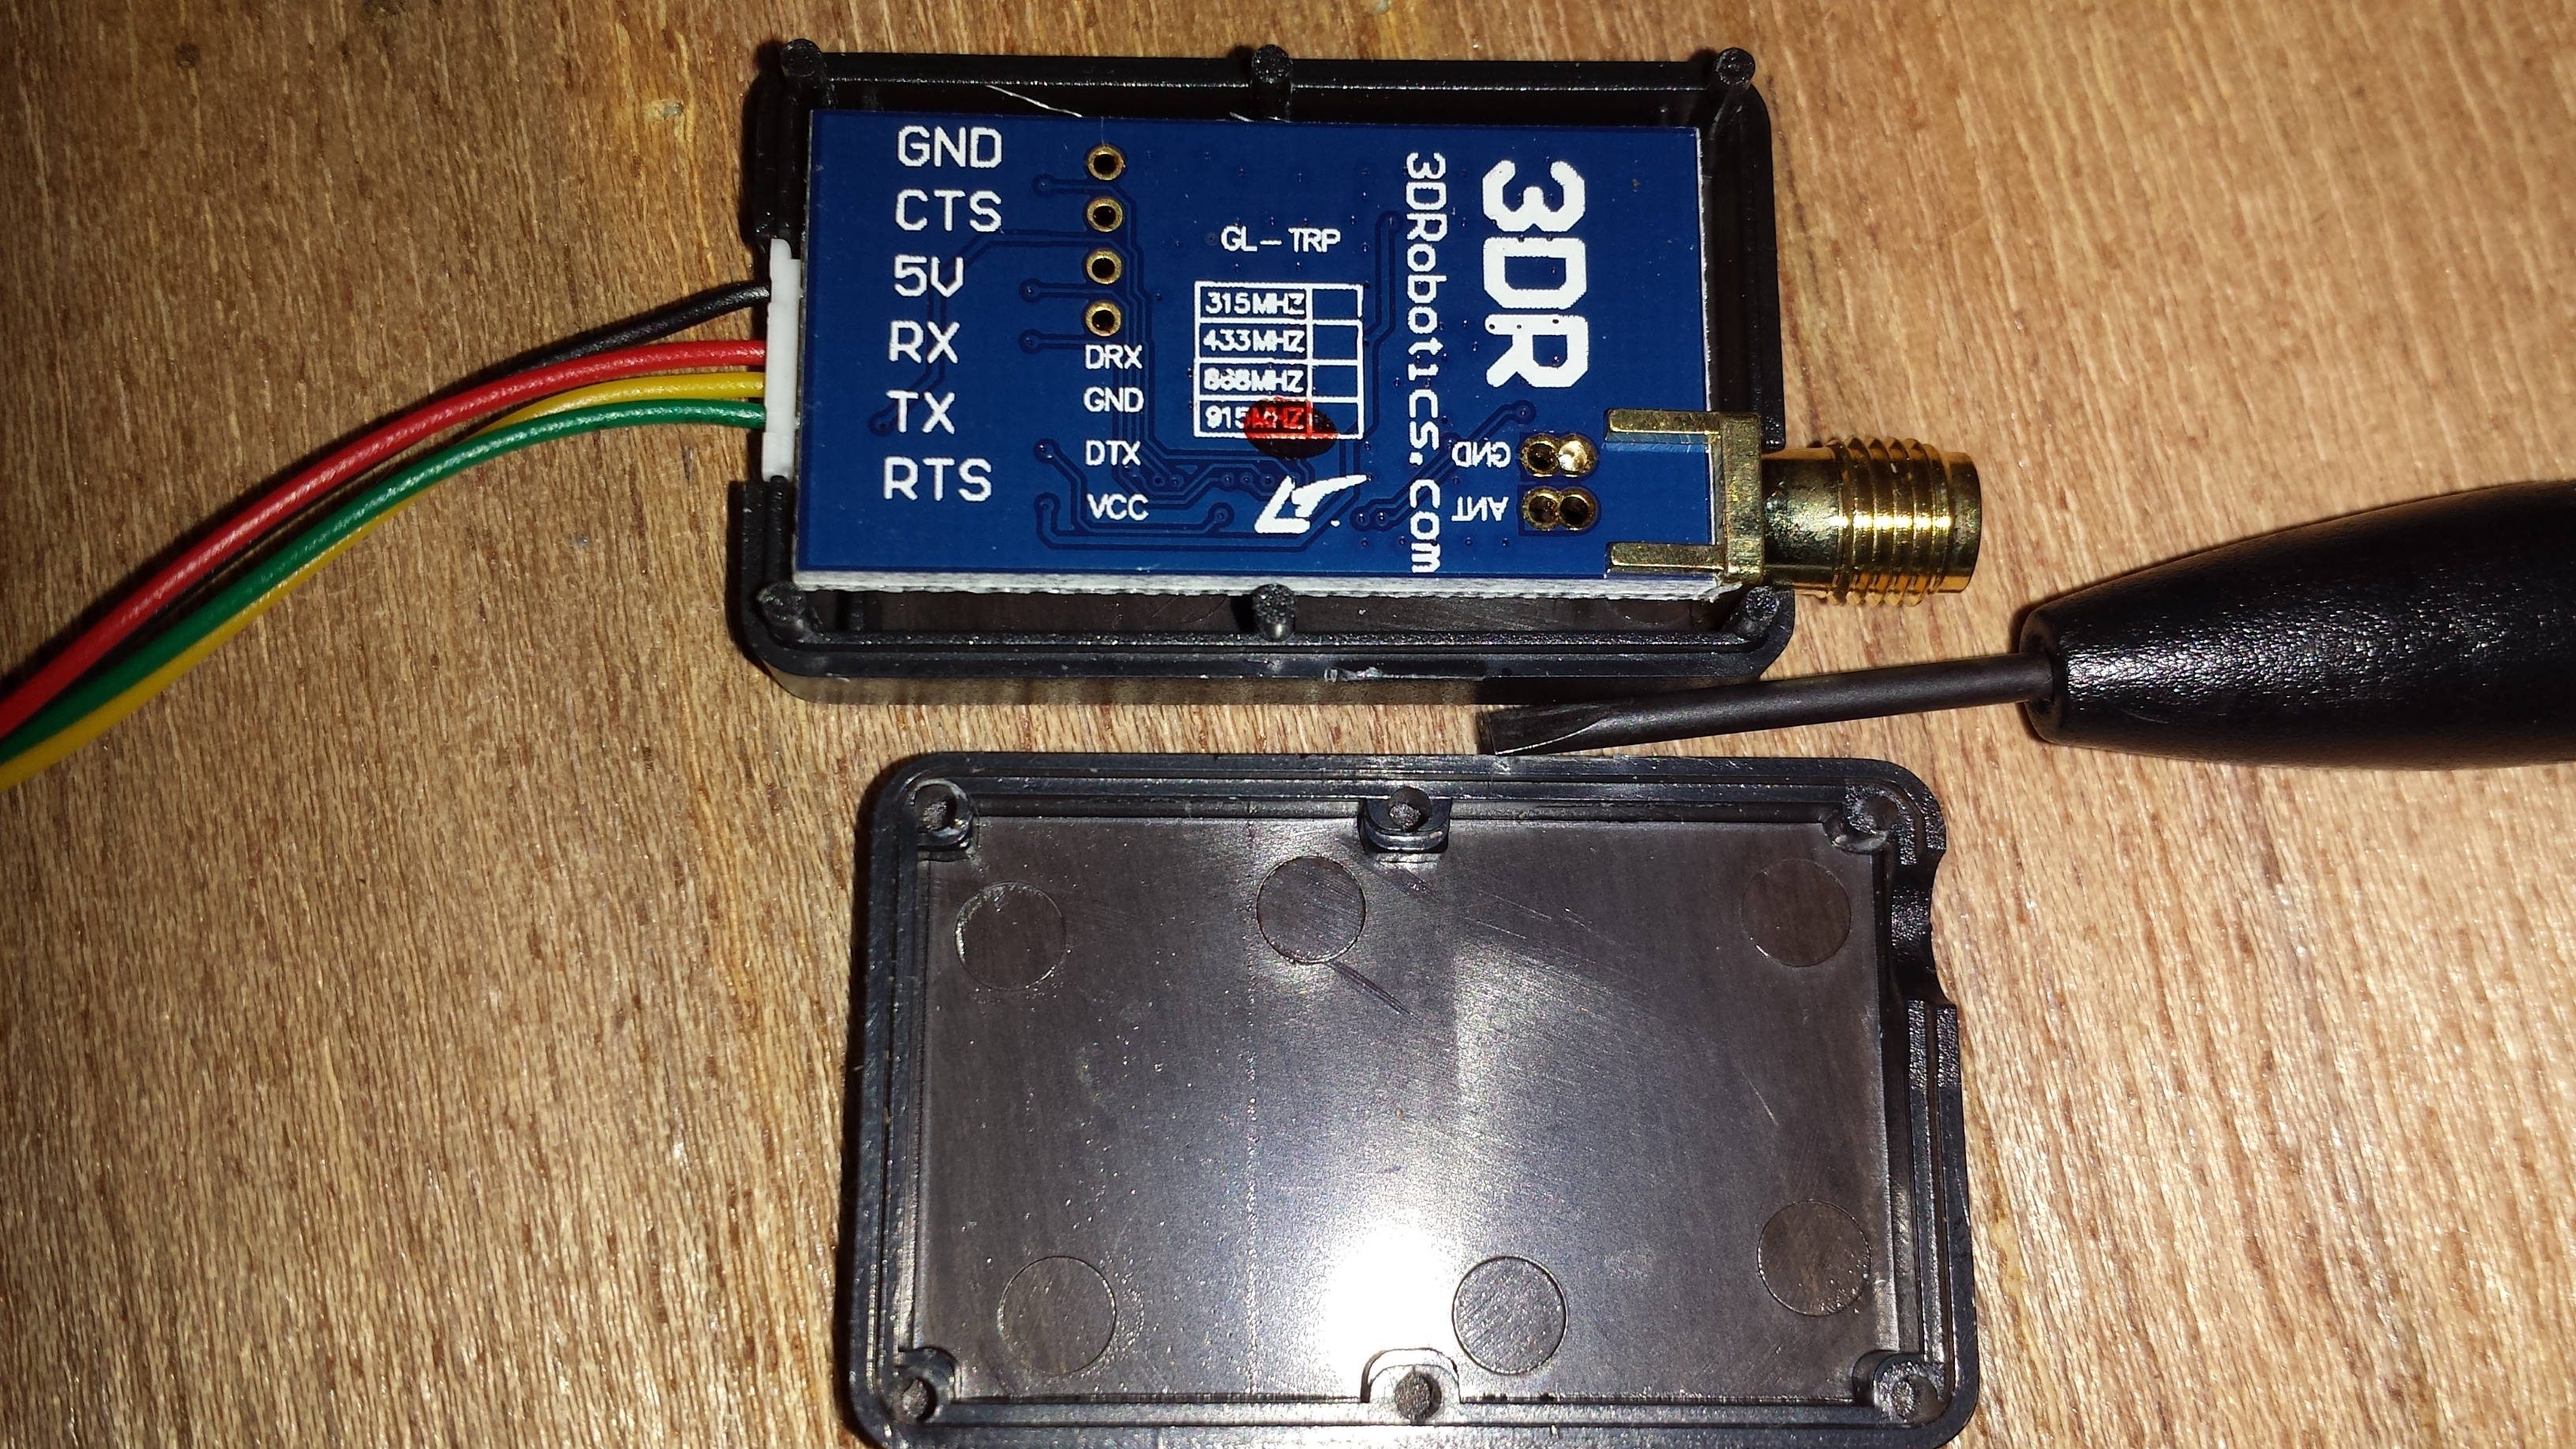 GND
CTS
5V
RX
TX
RTS
DRX
GND
DTX
VCC
GL-TRP
315MHZ
433MHZ
868MHZ
915MHZ
3DRobotics.com
3DR
GND
ANT